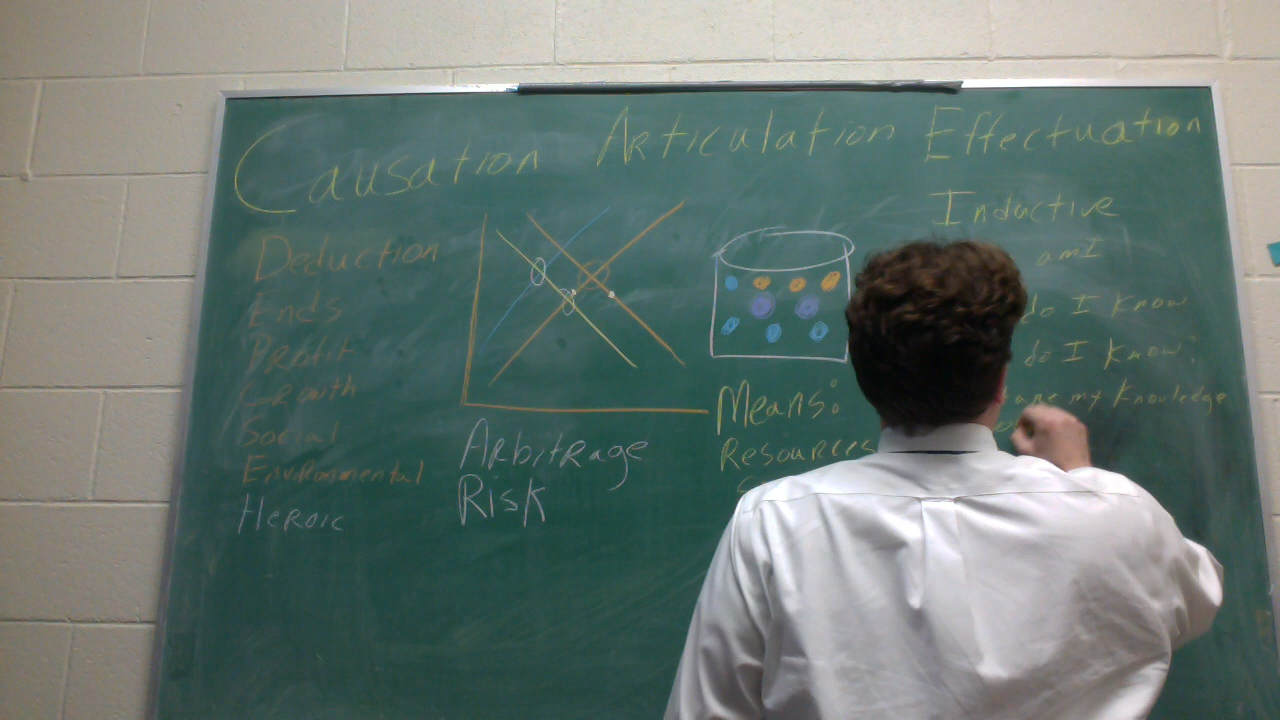 Causation Articulation Effectuation
Deduction
Ends
Profit
Growth
Social
Environmental
Heroic
Arbitrage
Risk
Means:
Resources
Inductive
am I
do I know
do I know?
are my Knowledge